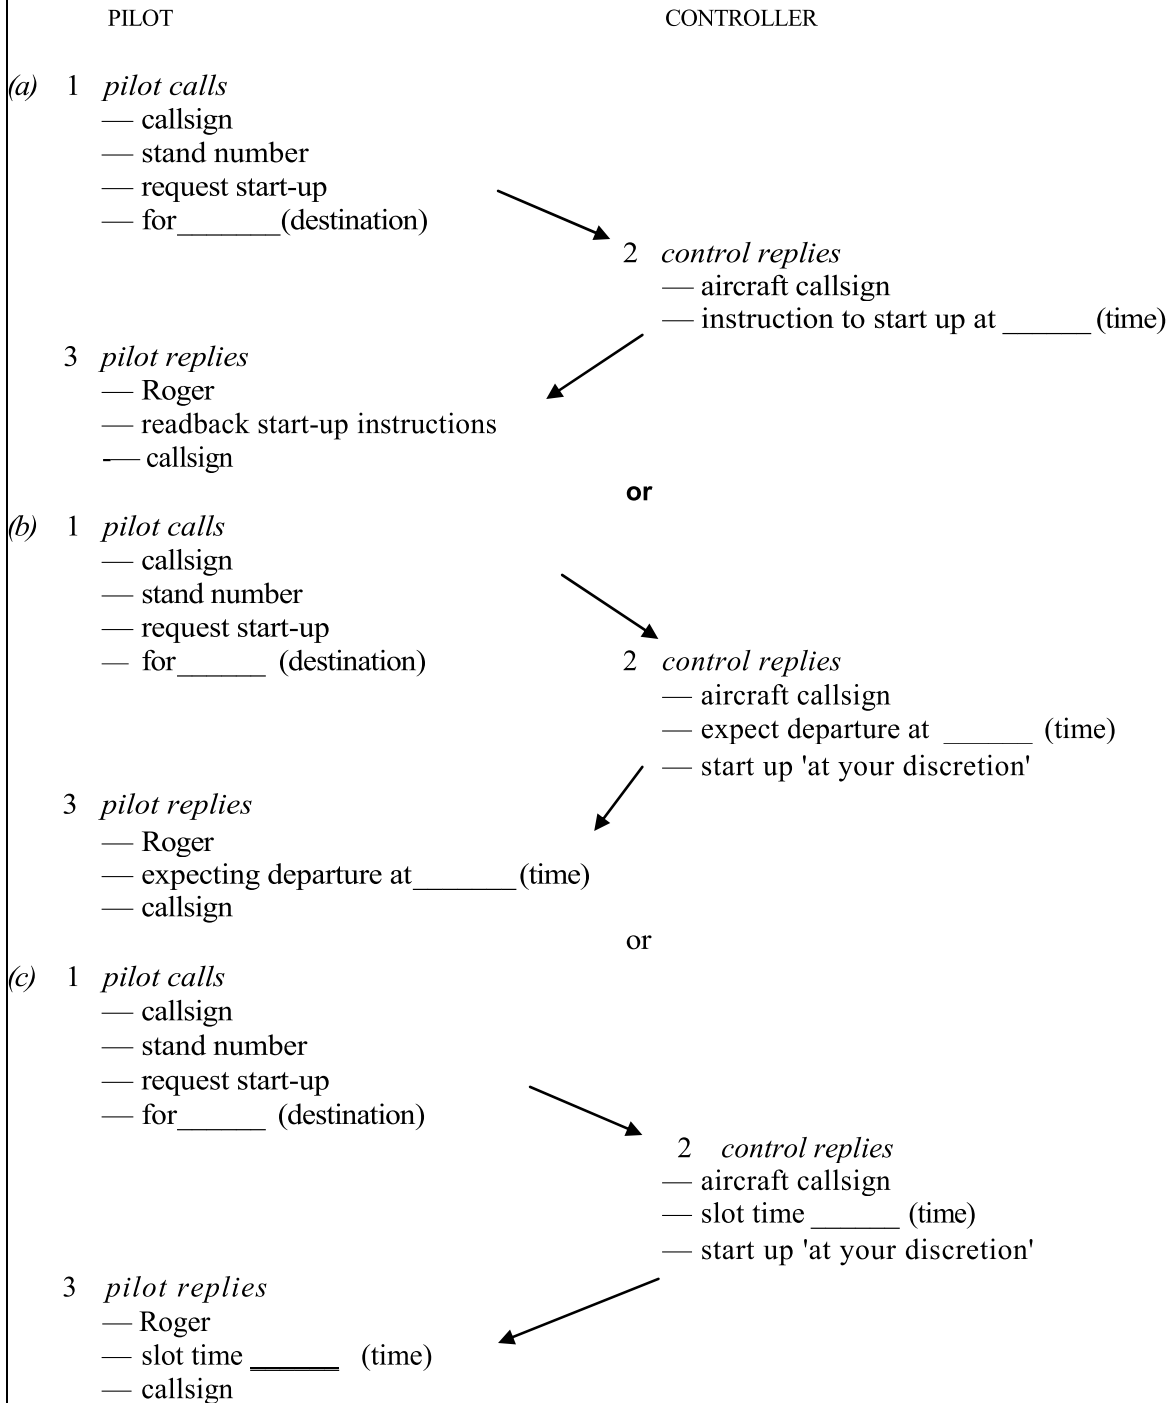 PILOT CONTROLLER
(a) 1 pilot calls
— callsign
— stand number
— request start-up
— for_______(destination)
2 control replies
— aircraft callsign
— instruction to start up at ______ (time)
3 pilot replies
— Roger
— readback start-up instructions
-— callsign
or
(b) 1 pilot calls
— callsign
— stand number
— request start-up
— for______ (destination)
2 control replies
— aircraft callsign
— expect departure at ______ (time)
— start up 'at your discretion'
3 pilot replies
— Roger
— expecting departure at_______(time)
— callsign
or
(c) 1 pilot calls
— callsign
— stand number
— request start-up
— for______ (destination)
2 control replies
— aircraft callsign
— slot time ______ (time)
— start up 'at your discretion'
3 pilot replies
— Roger
— slot time ______ (time)
— callsign